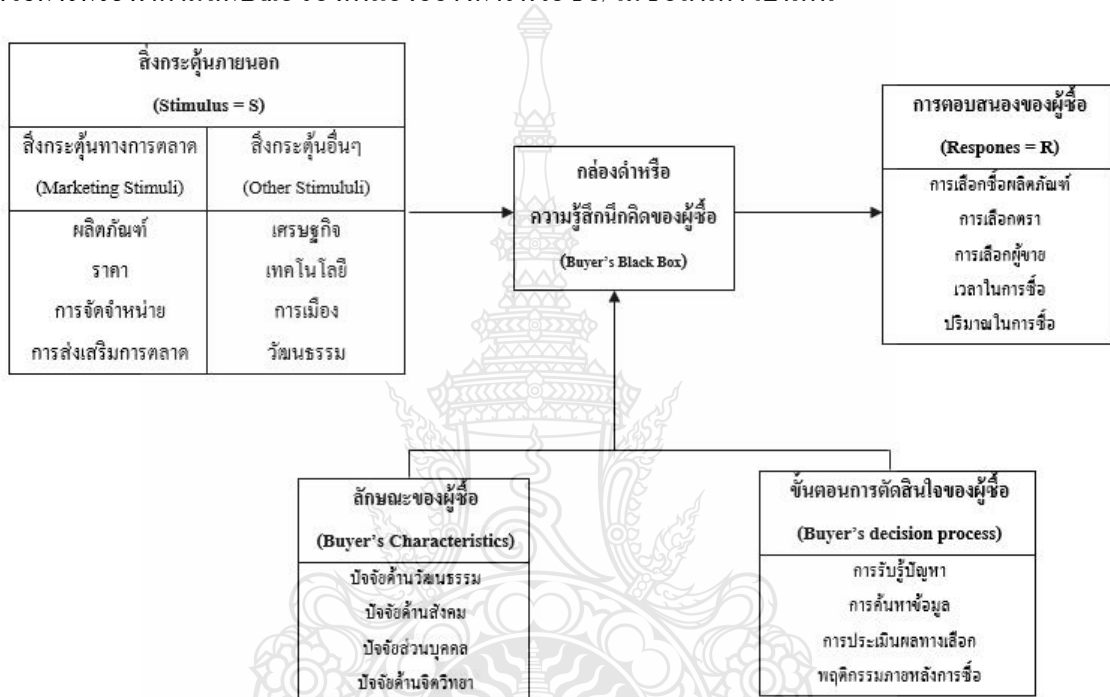 สิ่งกระตุ้นภายนอก
(Stimulus = S)
สิ่งกระตุ้นทางการตลาด
(Marketing Stimuli)
สิ่งกระตุ้นอื่นๆ
(Other Stimululi)
ผลิตภัณฑ์
ราคา
การจัดจำหน่าย
การส่งเสริมการตลาด
เศรษฐกิจ
เทคโนโลยี
การเมือง
วัฒนธรรม
กล่องดำหรือ
ความรู้สึกนึกคิดของผู้ซื้อ
(Buyer's Black Box)
การตอบสนองของผู้ซื้อ
(Respones = R)
การเลือกซื้อผลิตภัณฑ์
การเลือกตรา
การเลือกผู้ขาย
เวลาในการซื้อ
ปริมาณในการซื้อ
ลักษณะของผู้ซื้อ
(Buyer's Characteristics)
ปัจจัยด้านวัฒนธรรม
ปัจจัยด้านสังคม
ปัจจัยส่วนบุคคล
ปัจจัยด้านจิตวิทยา
ขั้นตอนการตัดสินใจของผู้ซื้อ
(Buyer's decision process)
การรับรู้ปัญหา
การค้นหาข้อมูล
การประเมินผลทางเลือก
พฤติกรรมภายหลังการซื้อ